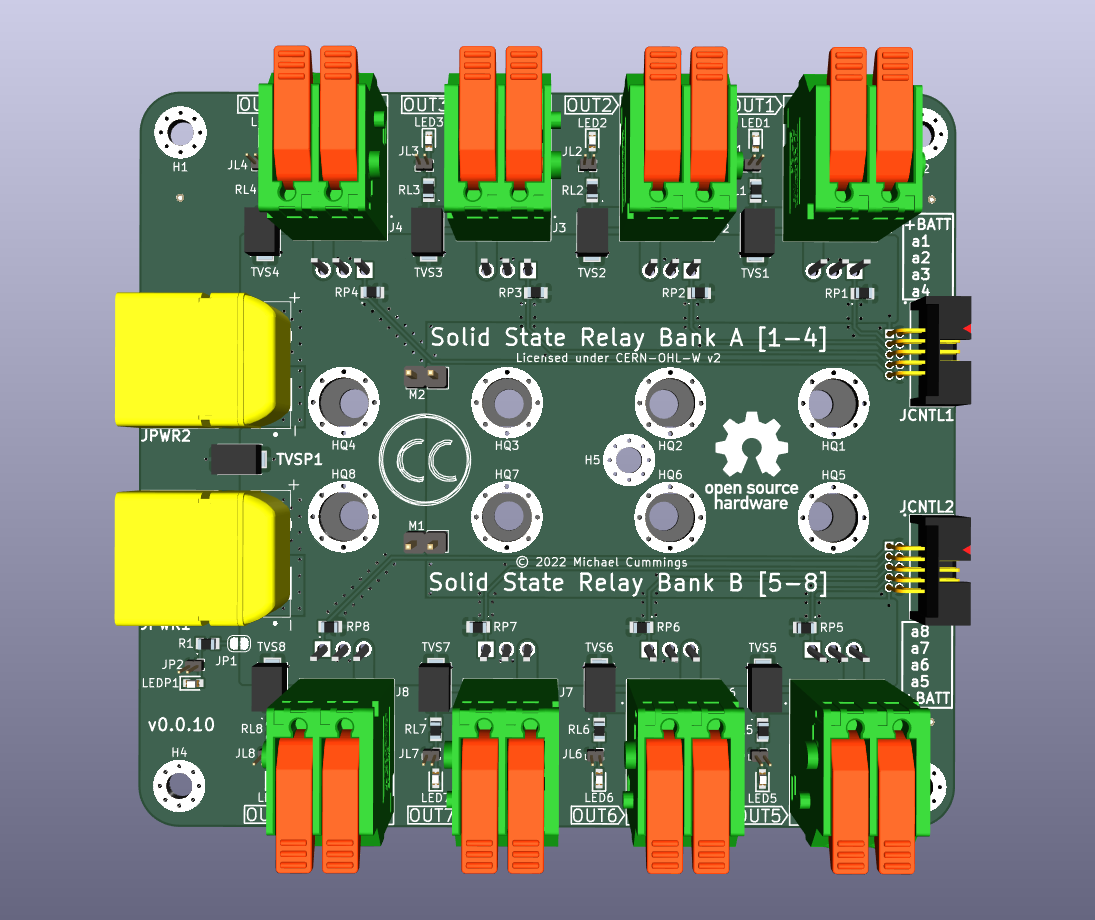 OUT3
OUT2
OUT1
LED3
LED2
LED1
H1
JL4
JL3
JL2
RL4
RL3
RL2
TVS4
TVS3
TVS2
TVS1
+BATT
a1
a2
a3
a4
RP4
RP3
RP2
RP1
Solid State Relay Bank A [1-4]
Licensed under CERN-OHL-W v2
M2
JCNTL1
JPWR2
HQ4
HQ3
HQ2
HQ1
CC
TVSP1
H5
HQ8
HQ7
HQ6
HQ5
open source
hardware
JCNTL2
M1
© 2022 Michael Cummings
Solid State Relay Bank B [5-8]
JPWR1
RP8
RP7
RP6
RP5
R1
JP1
JP2
LEDP1
TVS8
TVS7
TVS6
TVS5
a8
a7
a6
a5
BATT
J8
J7
v0.0.10
RL8
RL7
RL6
H4
JL8
JL7
JL6
LED6
LED5
OUT7
OUT6
OUT5